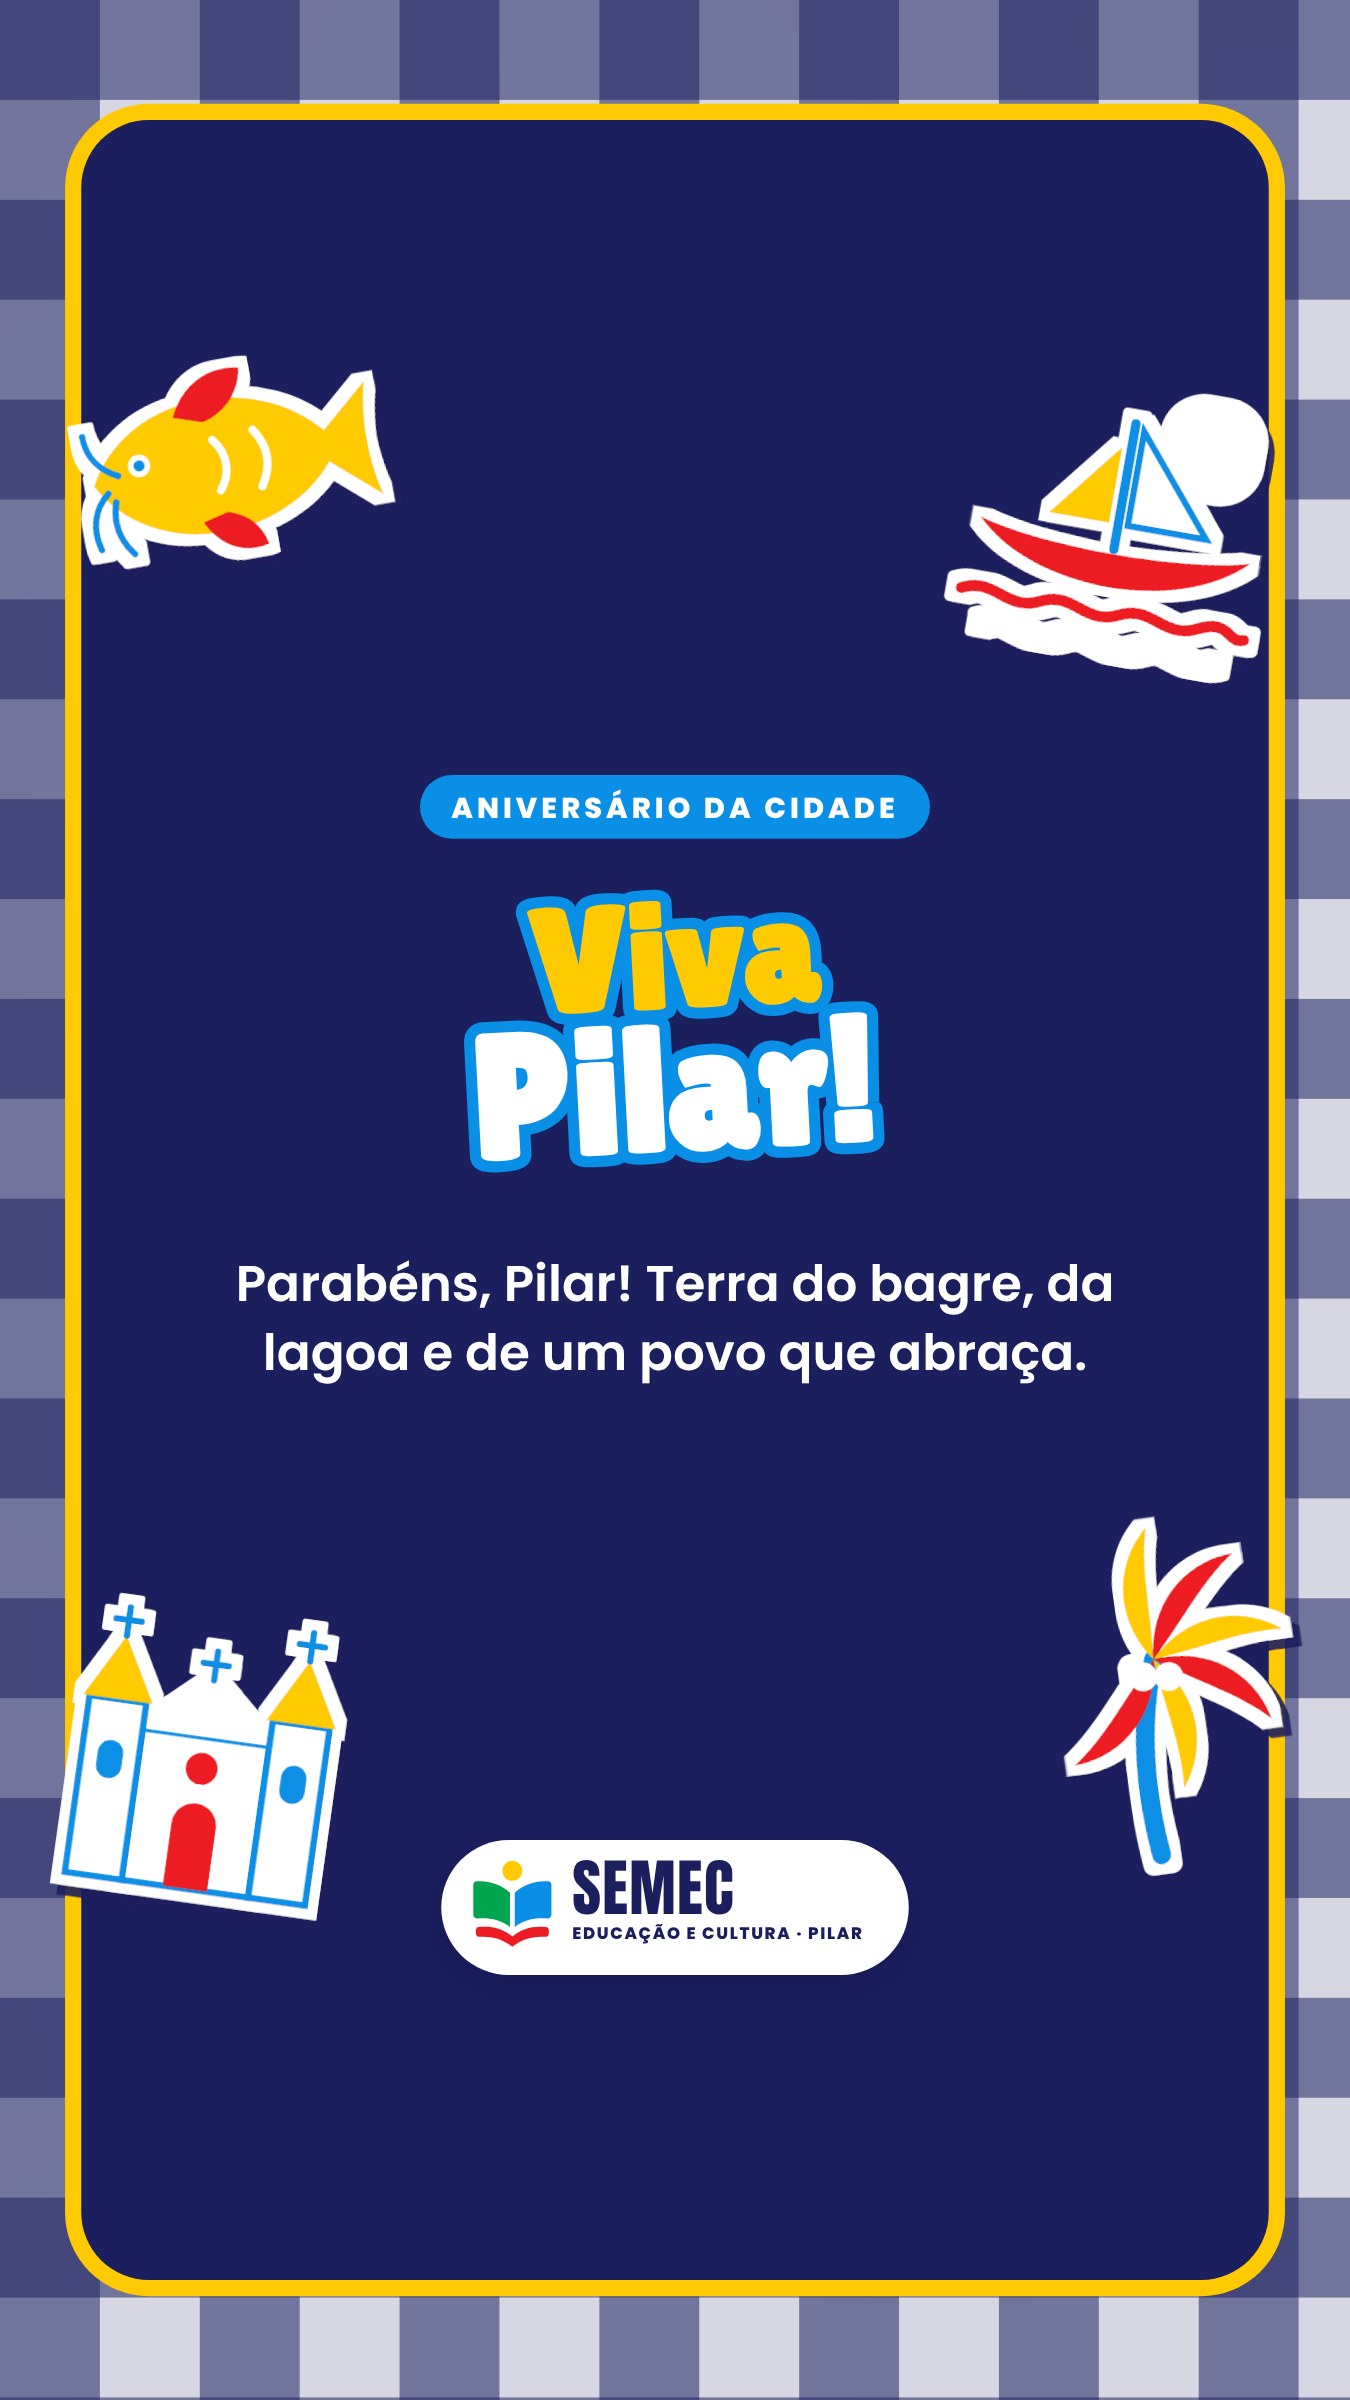 ANIVERSÁRIO DA CIDADE
Viva
Pilar!
Parabéns, Pilar! Terra do bagre, da
lagoa e de um povo que abraça.
SEMEC
EDUCAÇÃO E CULTURA · PILAR